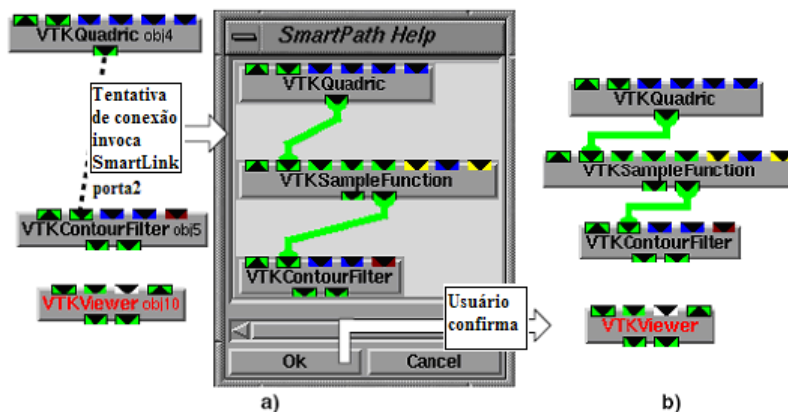 VTKQuadric obj4
Tentativa
de conexão
invoca
SmartLink
porta2
VTKContourFilter obj5
VTKViewer obj10
SmartPath Help
VTKQuadric
VTKSampleFunction
VTKContourFilter
Ok
Cancel
Usuário
confirma
a)
VTKQuadric
VTKSampleFunction
VTKContourFilter
VTKViewer
b)